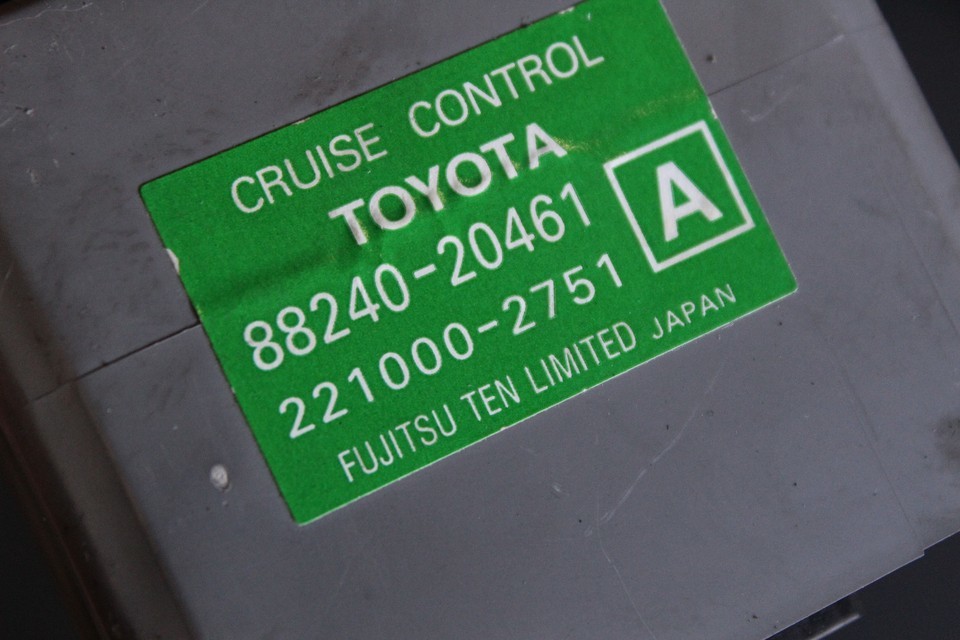 CRUISE CONTROL
TOYOTA
88240-20461
A
221000-2751
FUJITSU TEN LIMITED JAPAN